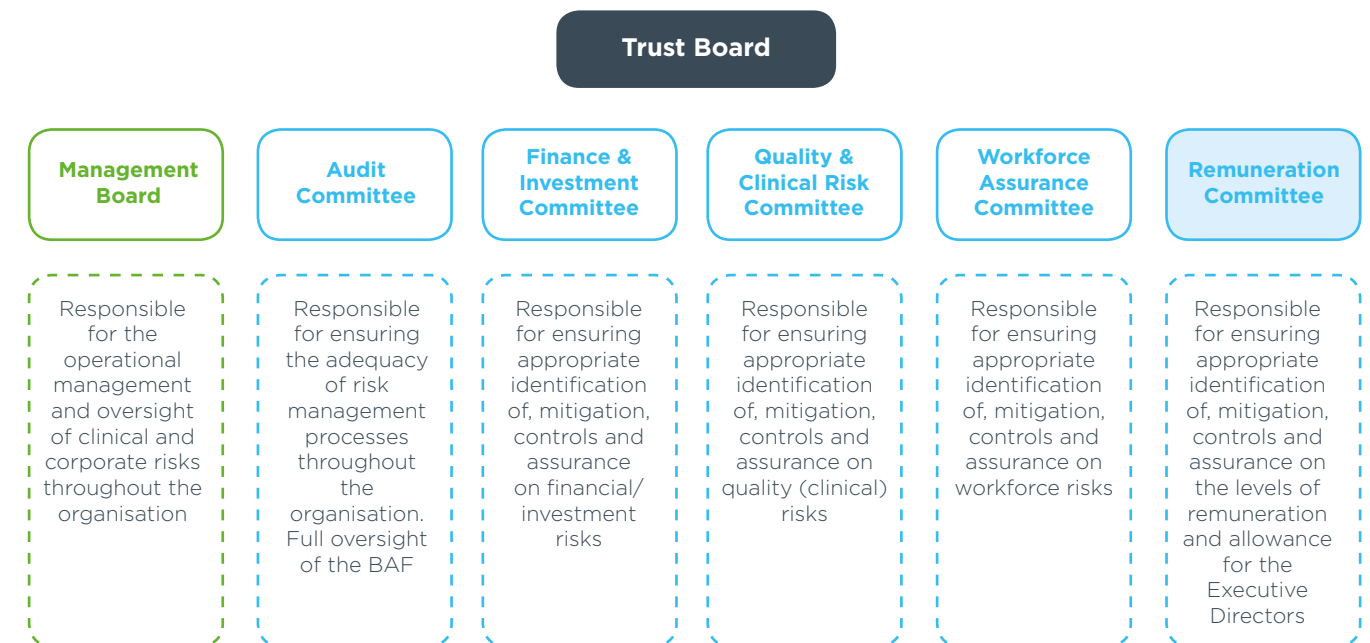 Trust Board
Management
Board
Audit
Committee
Finance &
Investment
Committee
Quality &
Clinical Risk
Committee
Workforce
Assurance
Committee
Remuneration
Committee
Responsible
for the
operational
management
and oversight
of clinical and
corporate risks
throughout the
organisation
Responsible
for ensuring
the adequacy
of risk
management
processes
throughout
the
organisation.
Full oversight
of the BAF
Responsible
for ensuring
appropriate
identification
of, mitigation,
controls and
assurance
on financial/
investment
risks
Responsible
for ensuring
appropriate
identification
of, mitigation,
controls and
assurance on
quality (clinical)
risks
Responsible
for ensuring
appropriate
identification
of, mitigation,
controls and
assurance on
workforce risks
Responsible
for ensuring
appropriate
identification
of, mitigation,
controls and
assurance on
the levels of
remuneration
and allowance
for the
Executive
Directors